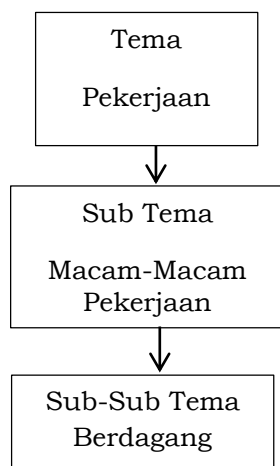 Tema
Pekerjaan
Sub Tema
Macam-Macam
Pekerjaan
Sub-Sub Tema
Berdagang